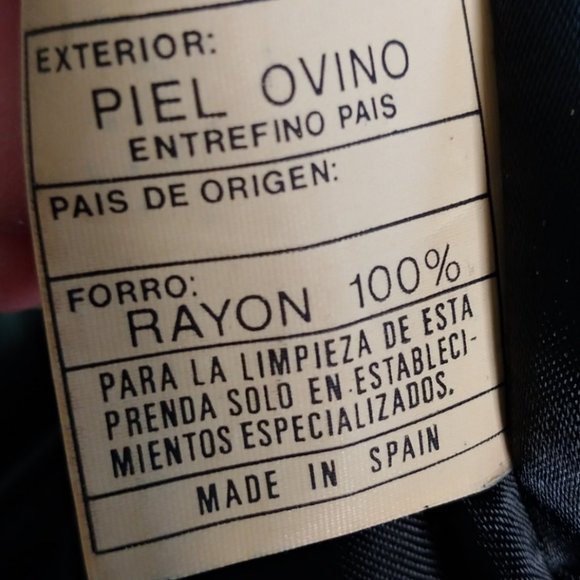 EXTERIOR:
PIEL OVINO
ENTREFINO PAIS
PAIS DE ORIGEN:
FORRO:
RAYON 100%
PARA LA LIMPIEZA DE ESTA
PRENDA SOLO EN ESTABLECI-
MIENTOS ESPECIALIZADOS.
MADE IN SPAIN